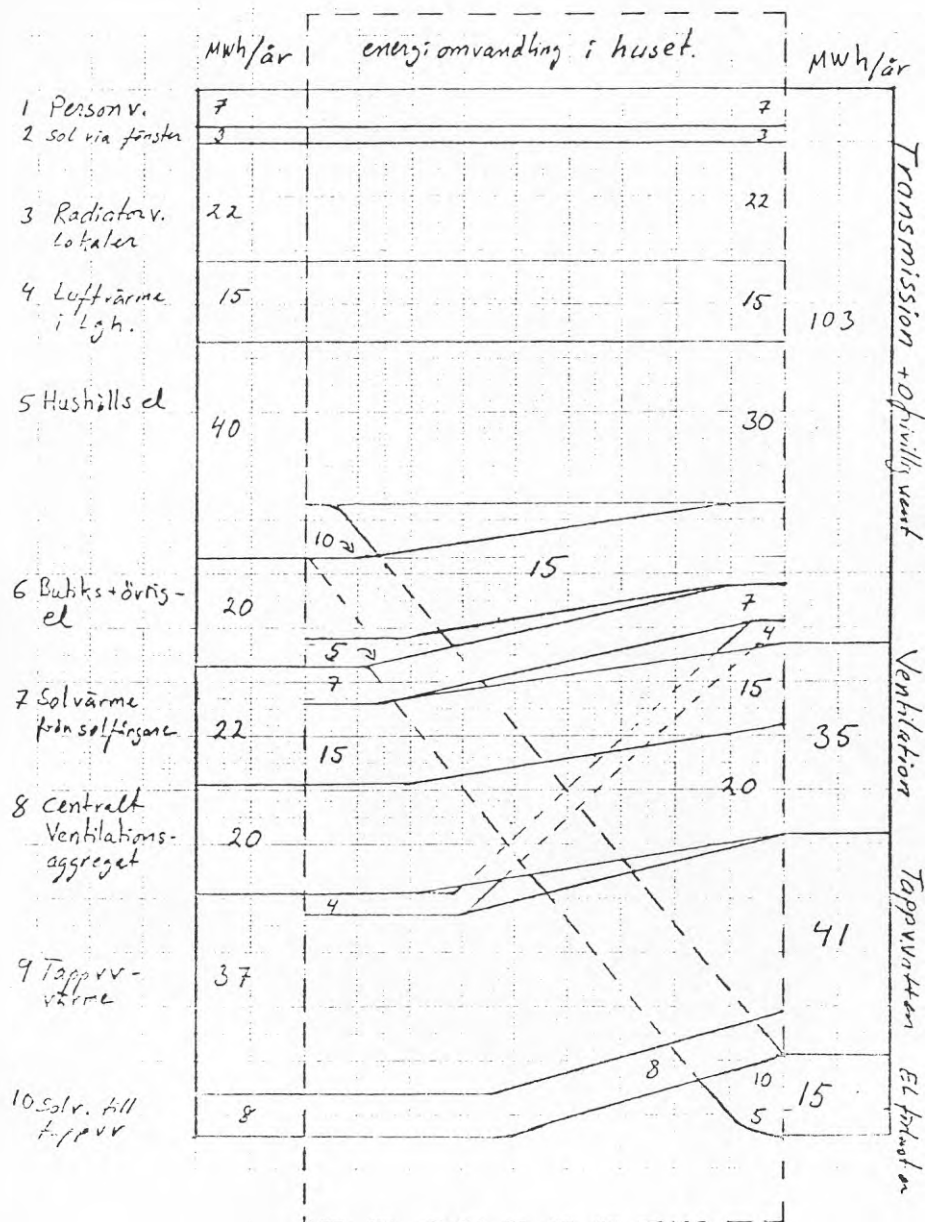 MWh/år
energiomvandling i huset.
MWh/år
1 Personv.
7
7
2 sol via fönster
3
3
3 Radiatorv.
Lokaler
22
22
4 Luftvärme
i Lgh.
15
15
103
Transmission + ofrivillig vent
5 Hushålls el
40
30
10
15
6 Butiks + övrig-
el
20
5
7
7
4
7 Solvärme
från solfångare
22
15
15
35
Ventilation
8 Centralt
Ventilations-
aggregat
20
20
4
9 Tappvv-
värme
37
41
Tappvatten
10 Solv. till
tappvv
8
8
10
5
15
EL förluster